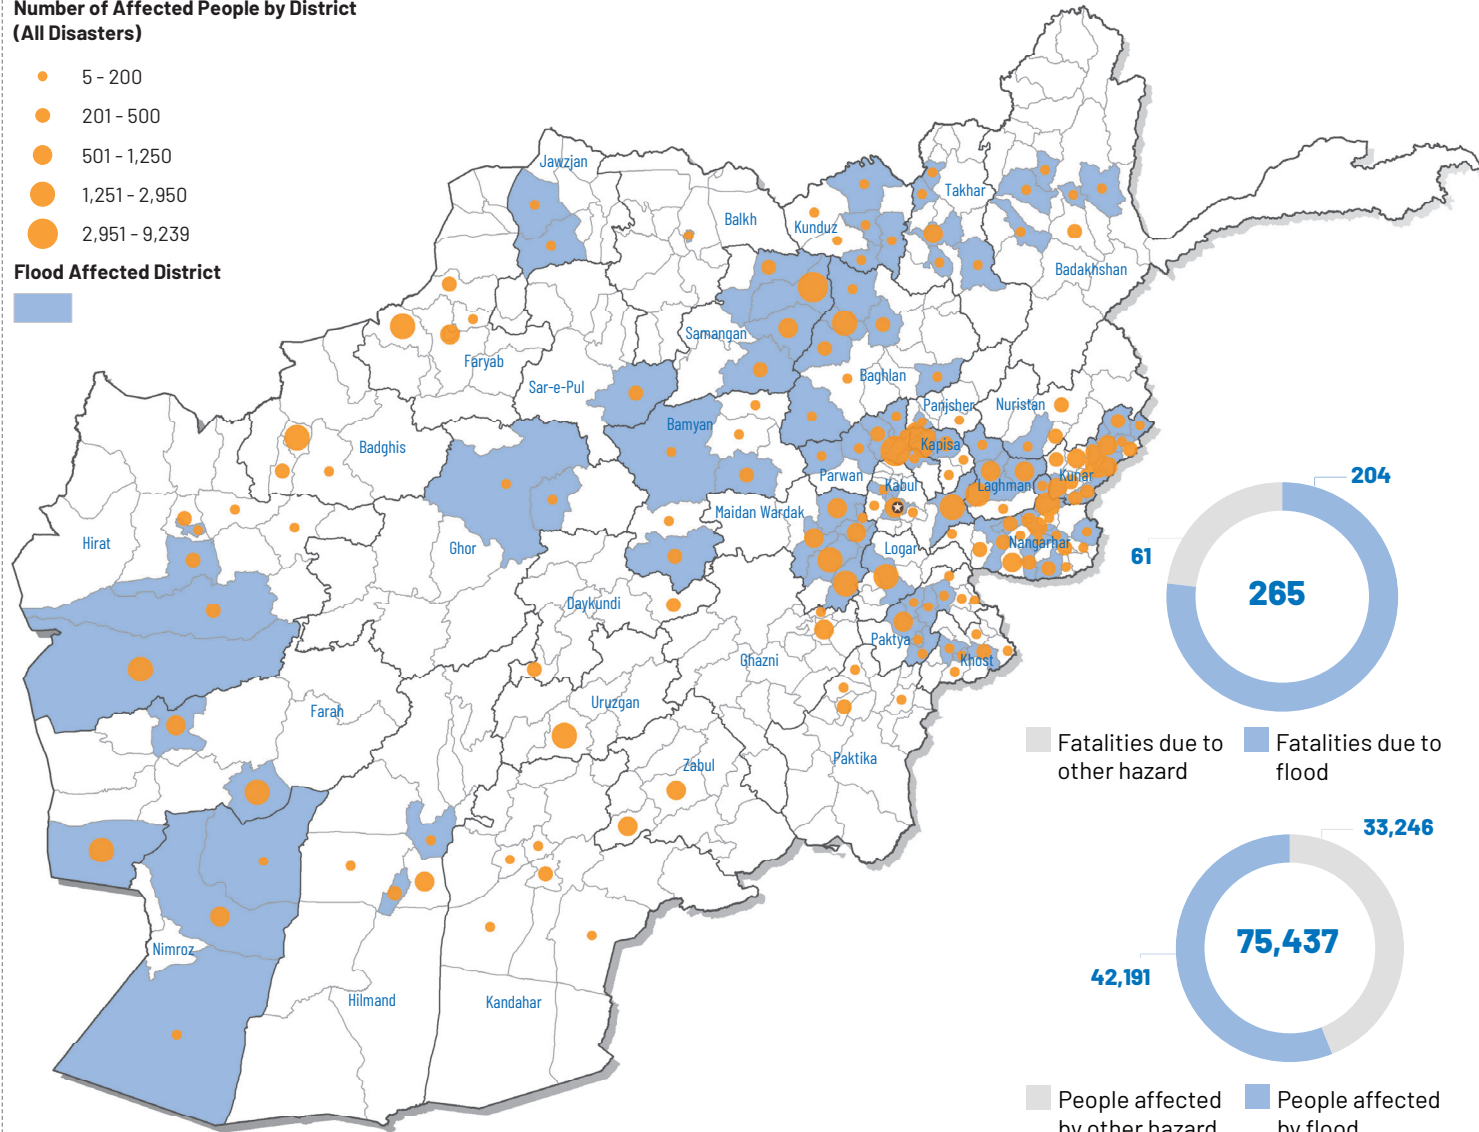 Number of Affected People by District
(All Disasters)
5 - 200
201 - 500
501 - 1,250
1,251 - 2,950
2,951 - 9,239
Flood Affected District
Jawzjan
Balkh
Kunduz
Takhar
Badakhshan
Samangan
Faryab
Sar-e-Pul
Baghlan
Panjsher
Nuristan
Badghis
Bamyan
Kapisa
Parwan
Kabul
Laghman
Kunar
Maidan Wardak
Hirat
Ghor
Logar
Nangarhar
Daykundi
Paktya
Khost
Ghazni
Uruzgan
Farah
Zabul
Paktika
Nimroz
Hilmand
Kandahar
204
61
265
Fatalities due to
other hazard
Fatalities due to
flood
33,246
75,437
42,191
People affected
by other hazard
People affected
by flood